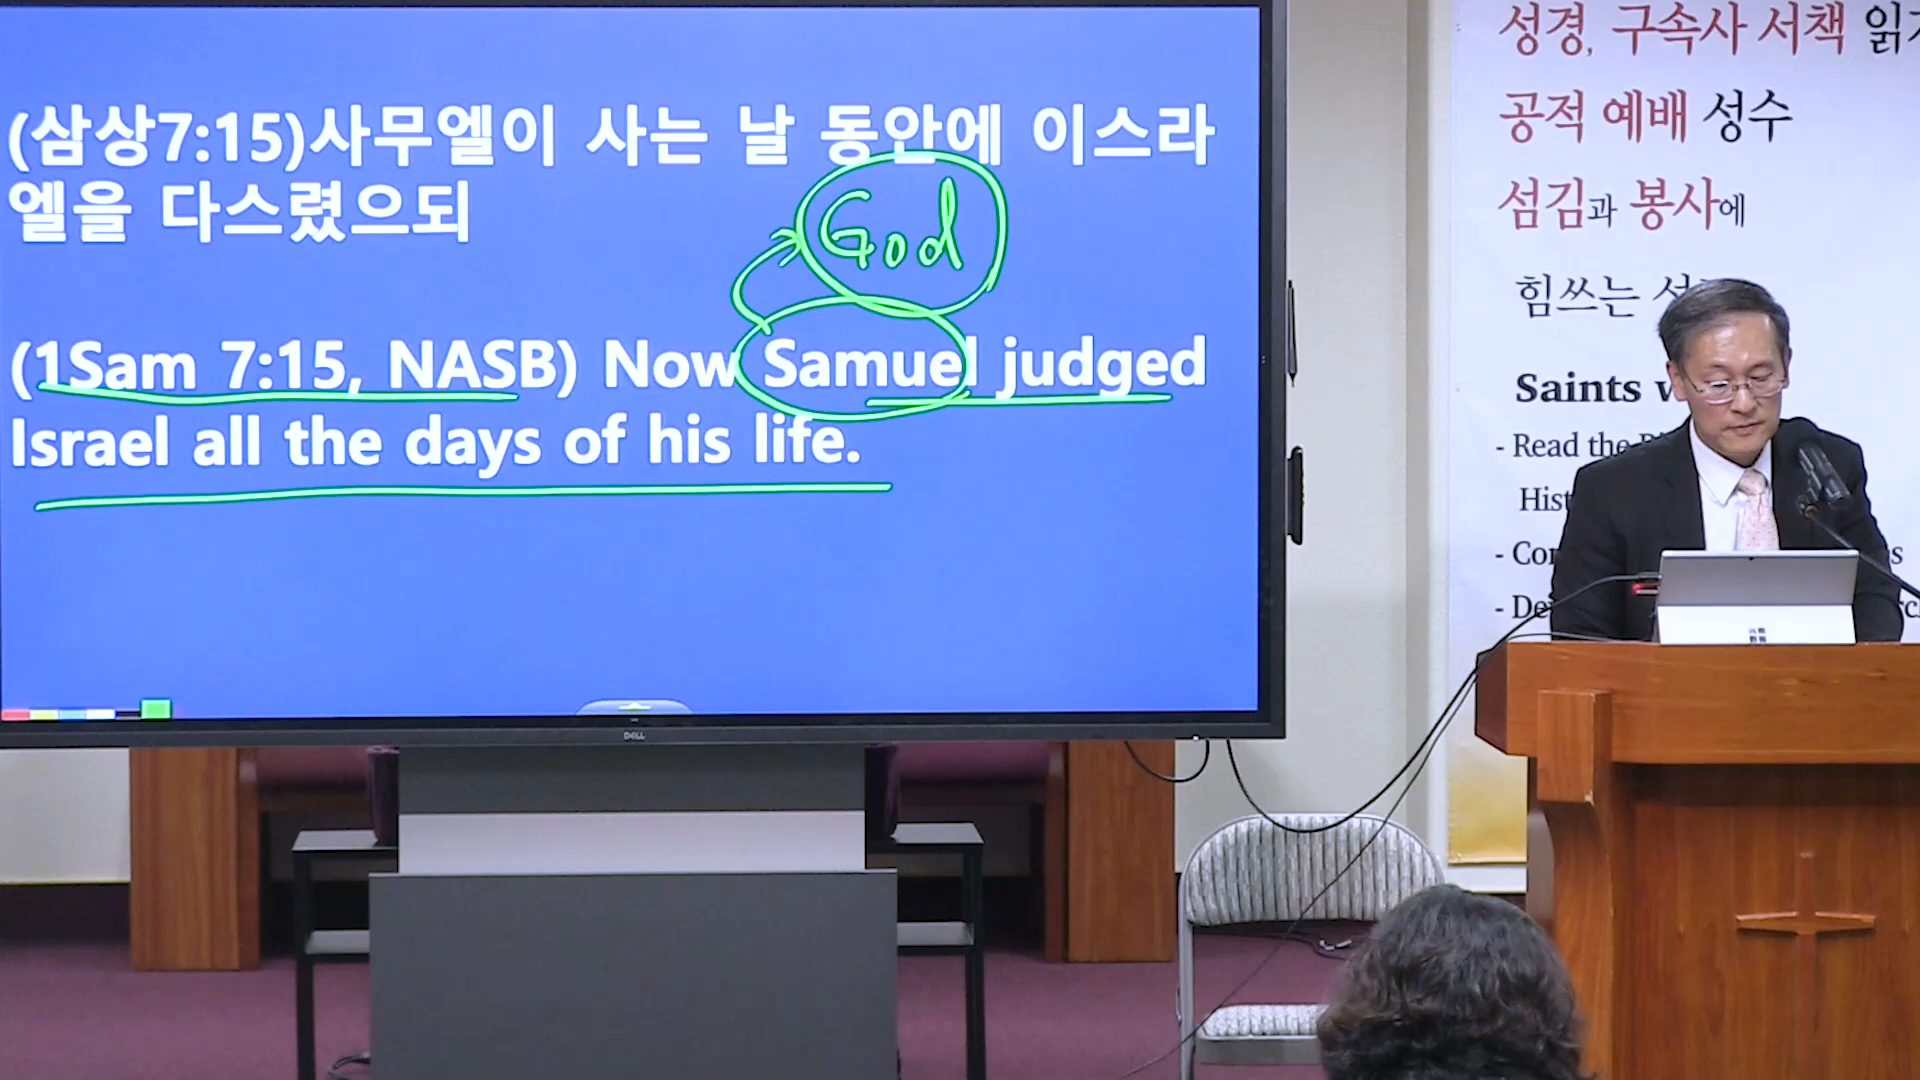 (삼상7:15)사무엘이 사는 날 동안에 이스라
엘을 다스렸으되
God
(1Sam 7:15, NASB) Now Samuel judged
Israel all the days of his life.
DELL
성경, 구속사 서책
공적 예배 성수
섬김과 봉사에
힘쓰는
Saints
- Read the